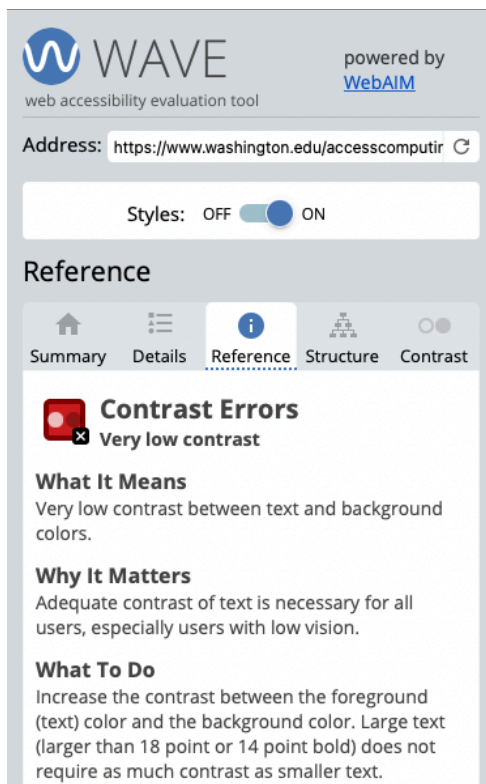 WAVE
web accessibility evaluation tool
powered by
WebAIM
Address: https://www.washington.edu/accesscomputir
Styles: OFF ON
Reference
Summary Details Reference Structure Contrast
Contrast Errors
Very low contrast
What It Means
Very low contrast between text and background
colors.
Why It Matters
Adequate contrast of text is necessary for all
users, especially users with low vision.
What To Do
Increase the contrast between the foreground
(text) color and the background color. Large text
(larger than 18 point or 14 point bold) does not
require as much contrast as smaller text.